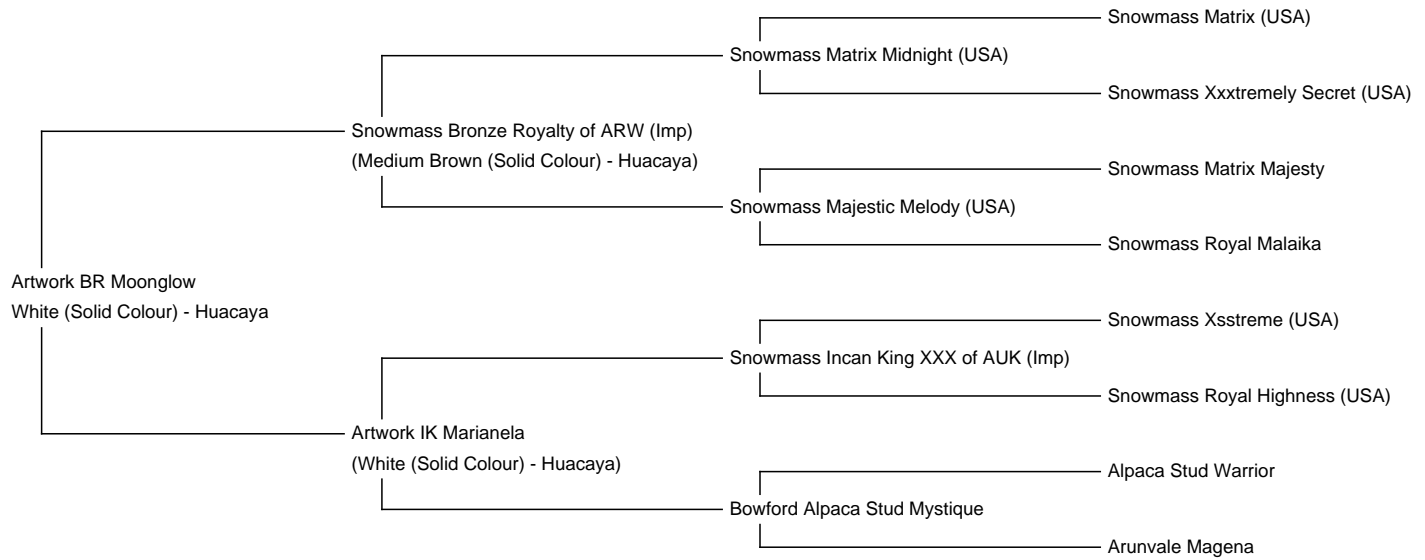 Snowmass Matrix (USA)
Snowmass Matrix Midnight (USA)
Snowmass Xxxtremely Secret (USA)
Snowmass Bronze Royalty of ARW (Imp)
(Medium Brown (Solid Colour) - Huacaya)
Snowmass Matrix Majesty
Snowmass Majestic Melody (USA)
Snowmass Royal Malaika
Artwork BR Moonglow
White (Solid Colour) - Huacaya
Snowmass Xsstreme (USA)
Snowmass Incan King XXX of AUK (Imp)
Snowmass Royal Highness (USA)
Artwork IK Marianela
(White (Solid Colour) - Huacaya)
Alpaca Stud Warrior
Bowford Alpaca Stud Mystique
Arunvale Magena